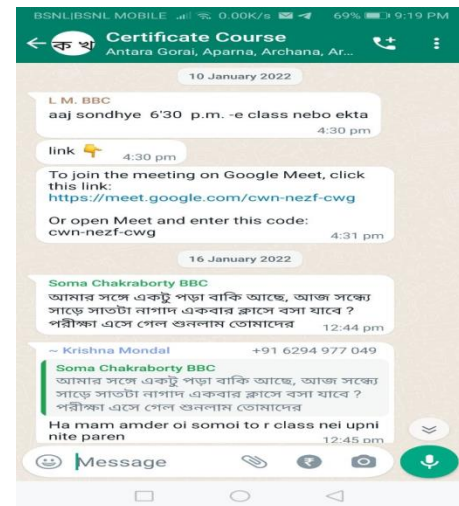 BSNL|BSNL MOBILE 0.00K/s 69% 9:19 PM
ক খ
Certificate Course
Antara Gorai, Aparna, Archana, Ar...
10 January 2022
L M. BBC
aaj sondhye 6'30 p.m. -e class nebo ekta
4:30 pm
link 👇 4:30 pm
To join the meeting on Google Meet, click
this link:
https://meet.google.com/cwn-nezf-cwg
Or open Meet and enter this code:
cwn-nezf-cwg
4:31 pm
16 January 2022
Soma Chakraborty BBC
আমার সঙ্গে একটু পড়া বাকি আছে, আজ সন্ধ্যে
সাড়ে সাতটা নাগাদ একবার ক্লাসে বসা যাবে ?
পরীক্ষা এসে গেল শুনলাম তোমাদের 12:44 pm
~ Krishna Mondal +91 6294 977 049
Soma Chakraborty BBC
আমার সঙ্গে একটু পড়া বাকি আছে, আজ সন্ধ্যে
সাড়ে সাতটা নাগাদ একবার ক্লাসে বসা যাবে ?
পরীক্ষা এসে গেল শুনলাম তোমাদের
Ha mam amder oi somoi to r class nei upni
nite paren 12:45 pm
Message